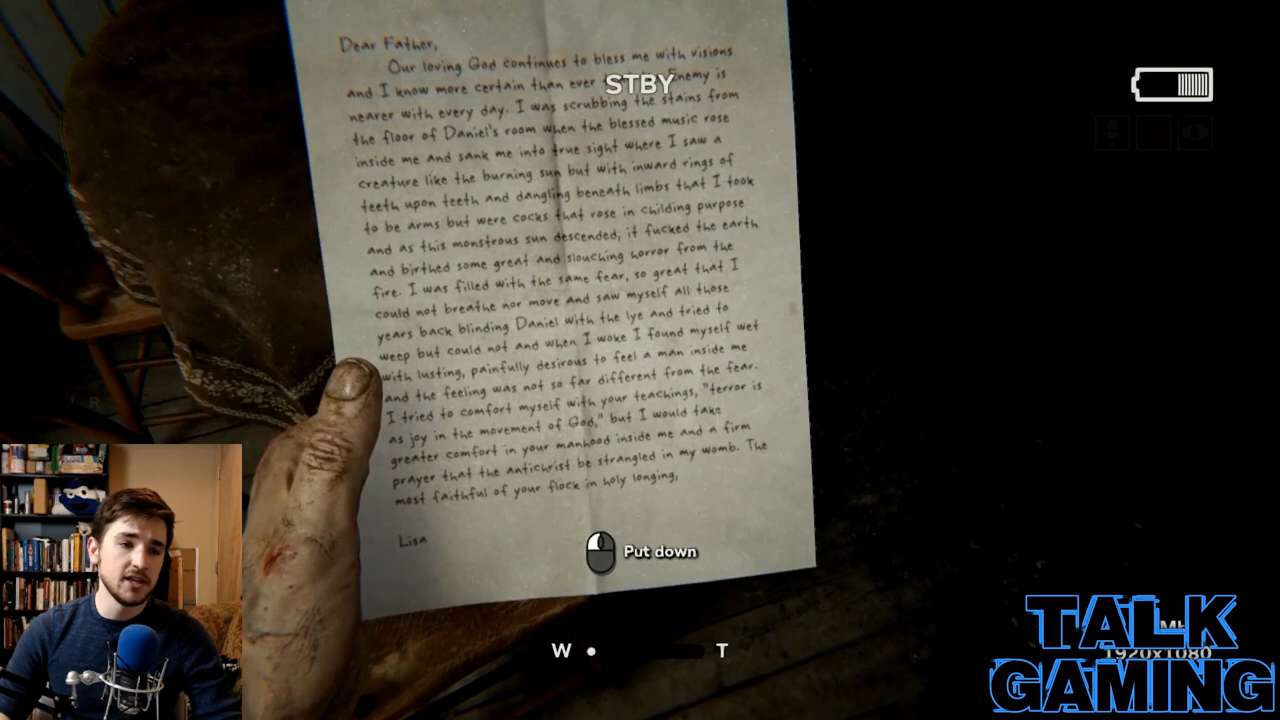 Dear Father,
Our loving God continues to bless me with visions
and I know more certain than ever Enemy is
STBY
nearer with every day. I was scrubbing the stains from
the floor of Daniel's room when the blessed music rose
inside me and sank me into true sight where I saw a
creature like the burning sun but with inward rings of
teeth upon teeth and dangling beneath limbs that I took
to be arms but were cocks that rose in childing purpose
and as this monstrous sun descended, it fucked the earth
and birthed some great and slouching horror from the
fire. I was filled with the same fear, so great that I
could not breathe nor move and saw myself all those
years back blinding Daniel with the lye and tried to
weep but could not and when I woke I found myself wet
with lusting, painfully desirous to feel a man inside me
and the feeling was not so far different from the fear.
I tried to comfort myself with your teachings, "terror is
as joy in the movement of God," but I would take
greater comfort in your manhood inside me and a firm
prayer that the antichrist be strangled in my womb. The
most faithful of your flock in holy longing,
Lisa
Put down
W T
TALK
1920x1080
GAMING